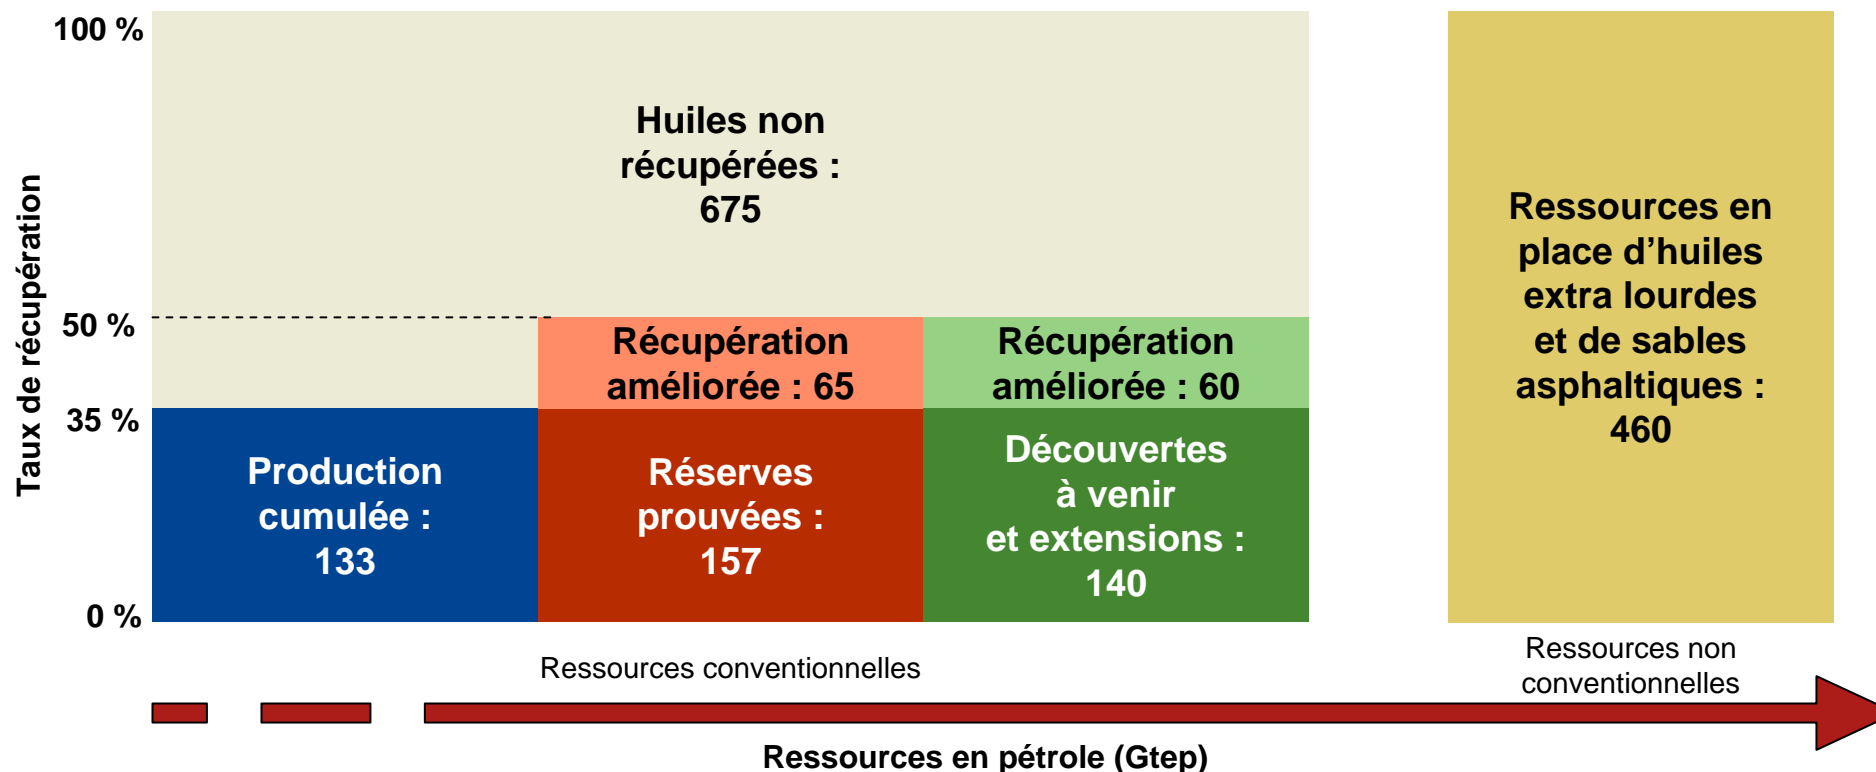 100 %
Taux de récupération
50 %
35 %
0 %
Huiles non
récupérées :
675
Récupération
améliorée : 65
Récupération
améliorée : 60
Production
cumulée :
133
Réserves
prouvées :
157
Découvertes
à venir
et extensions :
140
Ressources en
place d’huiles
extra lourdes
et de sables
asphaltiques :
460
Ressources conventionnelles
Ressources non
conventionnelles
Ressources en pétrole (Gtep)